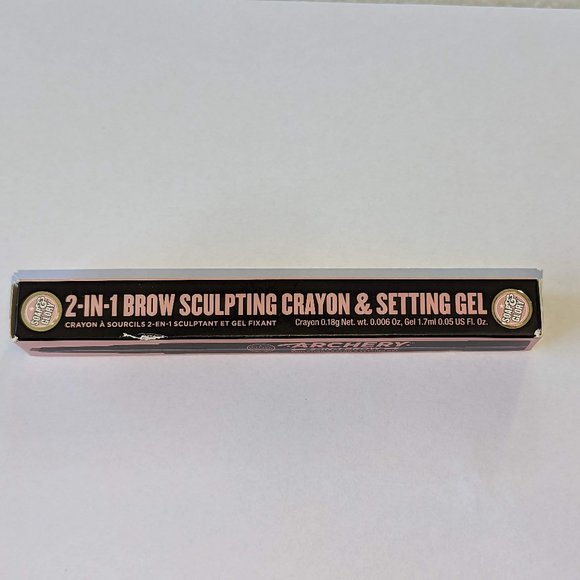 SOAP & GLORY
2-IN-1 BROW SCULPTING CRAYON & SETTING GEL
CRAYON À SOURCILS 2-EN-1 SCULPTANT ET GEL FIXANT
Crayon 0.18g Net. wt. 0.006 Oz, Gel 1.7ml 0.05 US Fl. Oz.
SOAP & GLORY
ARCHERY